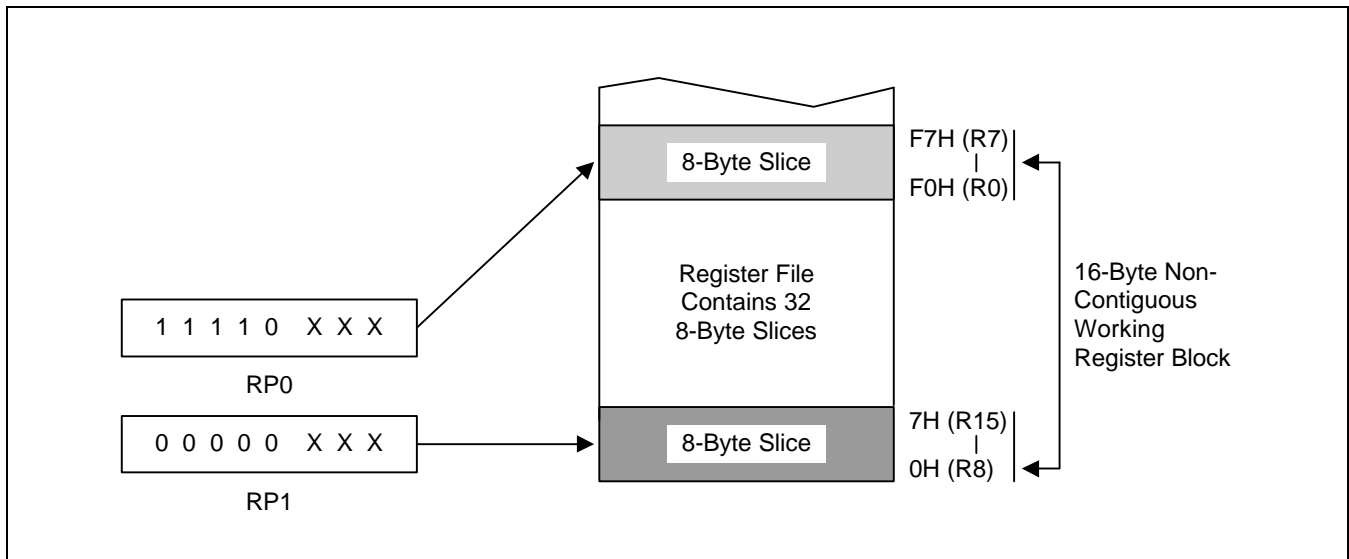 8-Byte Slice
F7H (R7)
F0H (R0)
Register File
Contains 32
8-Byte Slices
16-Byte Non-
Contiguous
Working
Register Block
1 1 1 1 0 X X X
RP0
0 0 0 0 0 X X X
RP1
8-Byte Slice
7H (R15)
0H (R8)